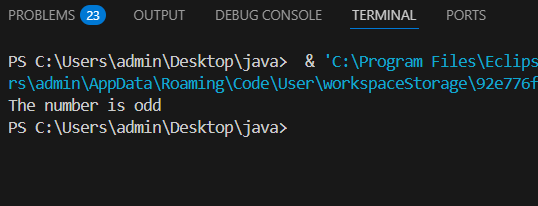 PROBLEMS 23 OUTPUT DEBUG CONSOLE TERMINAL PORTS
PS C:\Users\admin\Desktop\java>  & 'C:\Program Files\Eclips
rs\admin\AppData\Roaming\Code\User\workspaceStorage\92e776f
The number is odd
PS C:\Users\admin\Desktop\java>